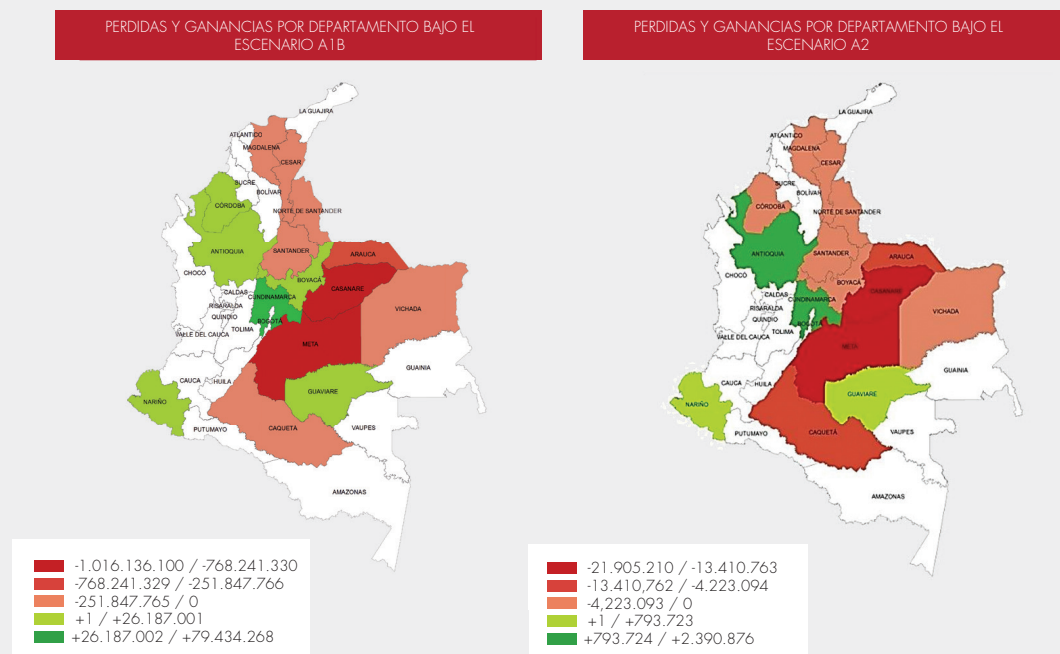 PERDIDAS Y GANANCIAS POR DEPARTAMENTO BAJO EL
ESCENARIO A1B
LA GUAJIRA
ATLANTICO
MAGDALENA
CESAR
SUCRE
BOLÍVAR
CÓRDOBA
NORTE DE SANTANDER
ANTIOQUIA
SANTANDER
ARAUCA
CHOCÓ
BOYACÁ
CASANARE
CALDAS
CUNDINAMARCA
RISARALDA
VICHADA
QUINDIO
BOGOTÁ
TOLIMA
VALLE DEL CAUCA
META
GUAINIA
CAUCA
HUILA
GUAVIARE
NARIÑO
CAQUETÁ
VAUPES
PUTUMAYO
AMAZONAS
-1.016.136.100 / -768.241.330
-768.241.329 / -251.847.766
-251.847.765 / 0
+1 / +26.187.001
+26.187.002 / +79.434.268
PERDIDAS Y GANANCIAS POR DEPARTAMENTO BAJO EL
ESCENARIO A2
LA GUAJIRA
ATLANTICO
MAGDALENA
CESAR
SUCRE
BOLÍVAR
CÓRDOBA
NORTE DE SANTANDER
ANTIOQUIA
SANTANDER
ARAUCA
CHOCÓ
BOYACÁ
CASANARE
CALDAS
CUNDINAMARCA
RISARALDA
VICHADA
QUINDIO
BOGOTÁ
TOLIMA
VALLE DEL CAUCA
META
GUAINIA
CAUCA
HUILA
GUAVIARE
NARIÑO
CAQUETÁ
VAUPES
PUTUMAYO
AMAZONAS
-21.905.210 / -13.410.763
-13.410,762 / -4.223.094
-4,223.093 / 0
+1 / +793.723
+793.724 / +2.390.876